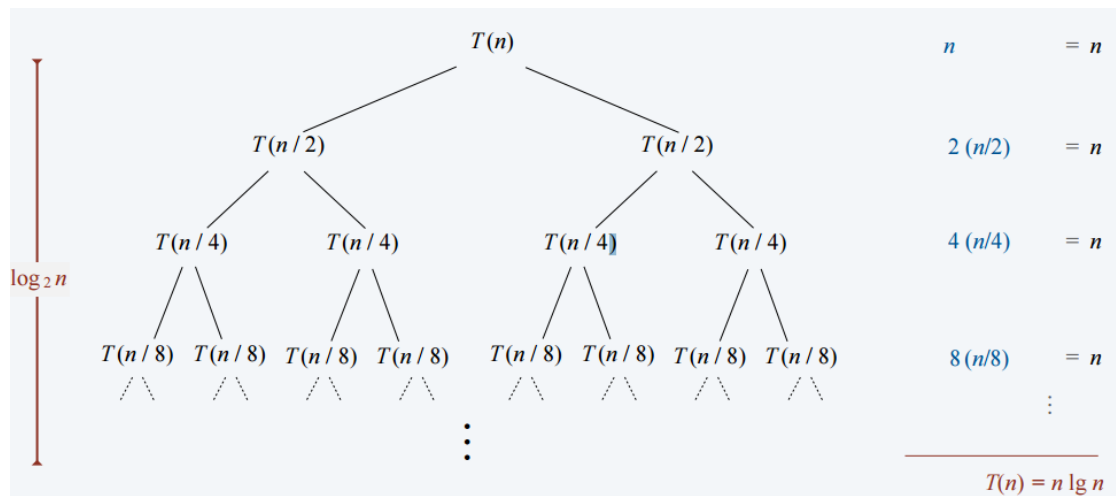 T(n) n = n
T(n / 2) T(n / 2) 2 (n/2) = n
T(n / 4) T(n / 4) T(n / 4) T(n / 4) 4 (n/4) = n
log₂ n
T(n / 8) T(n / 8) T(n / 8) T(n / 8) T(n / 8) T(n / 8) T(n / 8) T(n / 8) 8 (n/8) = n
⋮ ⋮
T(n) = n lg n